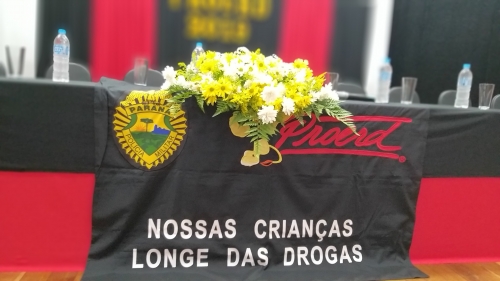 PARANÁ
Proerd
NOSSAS CRIANÇAS
LONGE DAS DROGAS